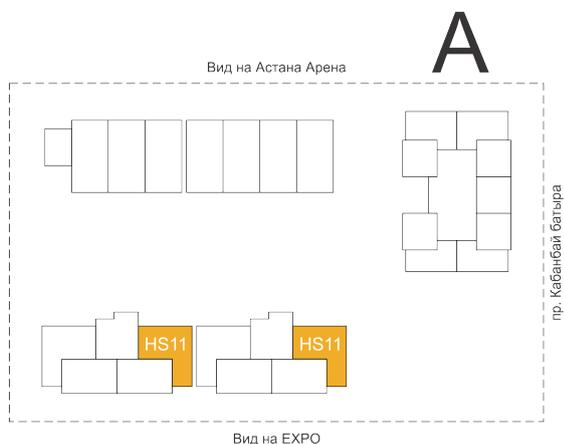 A
Вид на Астана Арена
пр. Кабанбай батыра
HS11
HS11
Вид на EXPO